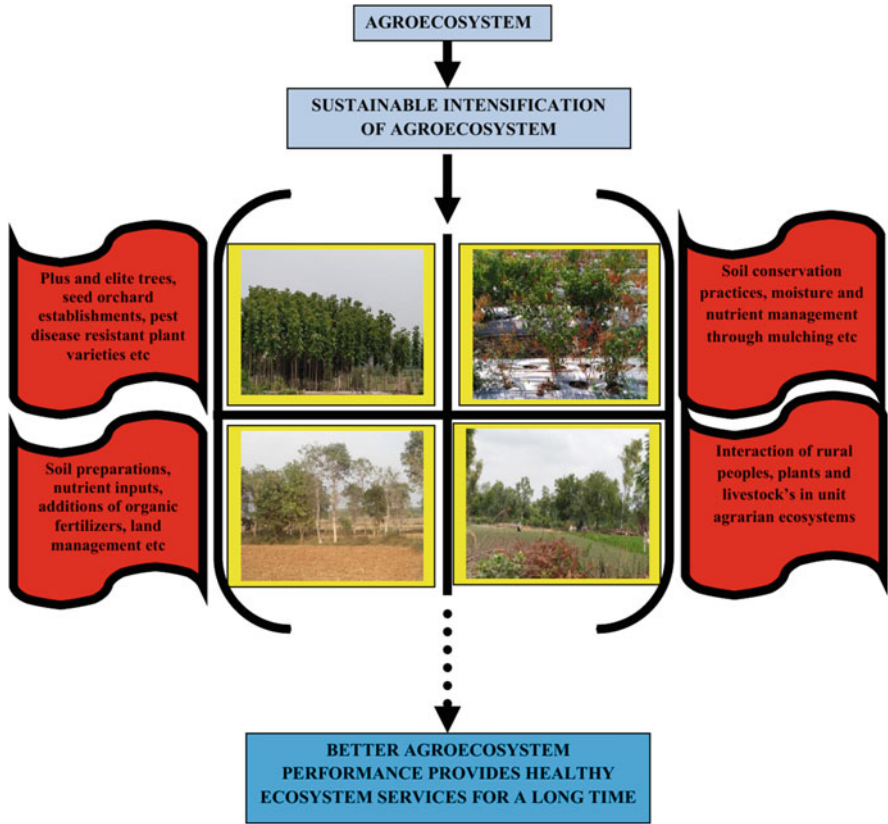 AGROECOSYSTEM
SUSTAINABLE INTENSIFICATION
OF AGROECOSYSTEM
Plus and elite trees,
seed orchard
establishments, pest
disease resistant plant
varieties etc
Soil conservation
practices, moisture and
nutrient management
through mulching etc
Soil preparations,
nutrient inputs,
additions of organic
fertilizers, land
management etc
Interaction of rural
peoples, plants and
livestock's in unit
agrarian ecosystems
BETTER AGROECOSYSTEM
PERFORMANCE PROVIDES HEALTHY
ECOSYSTEM SERVICES FOR A LONG TIME